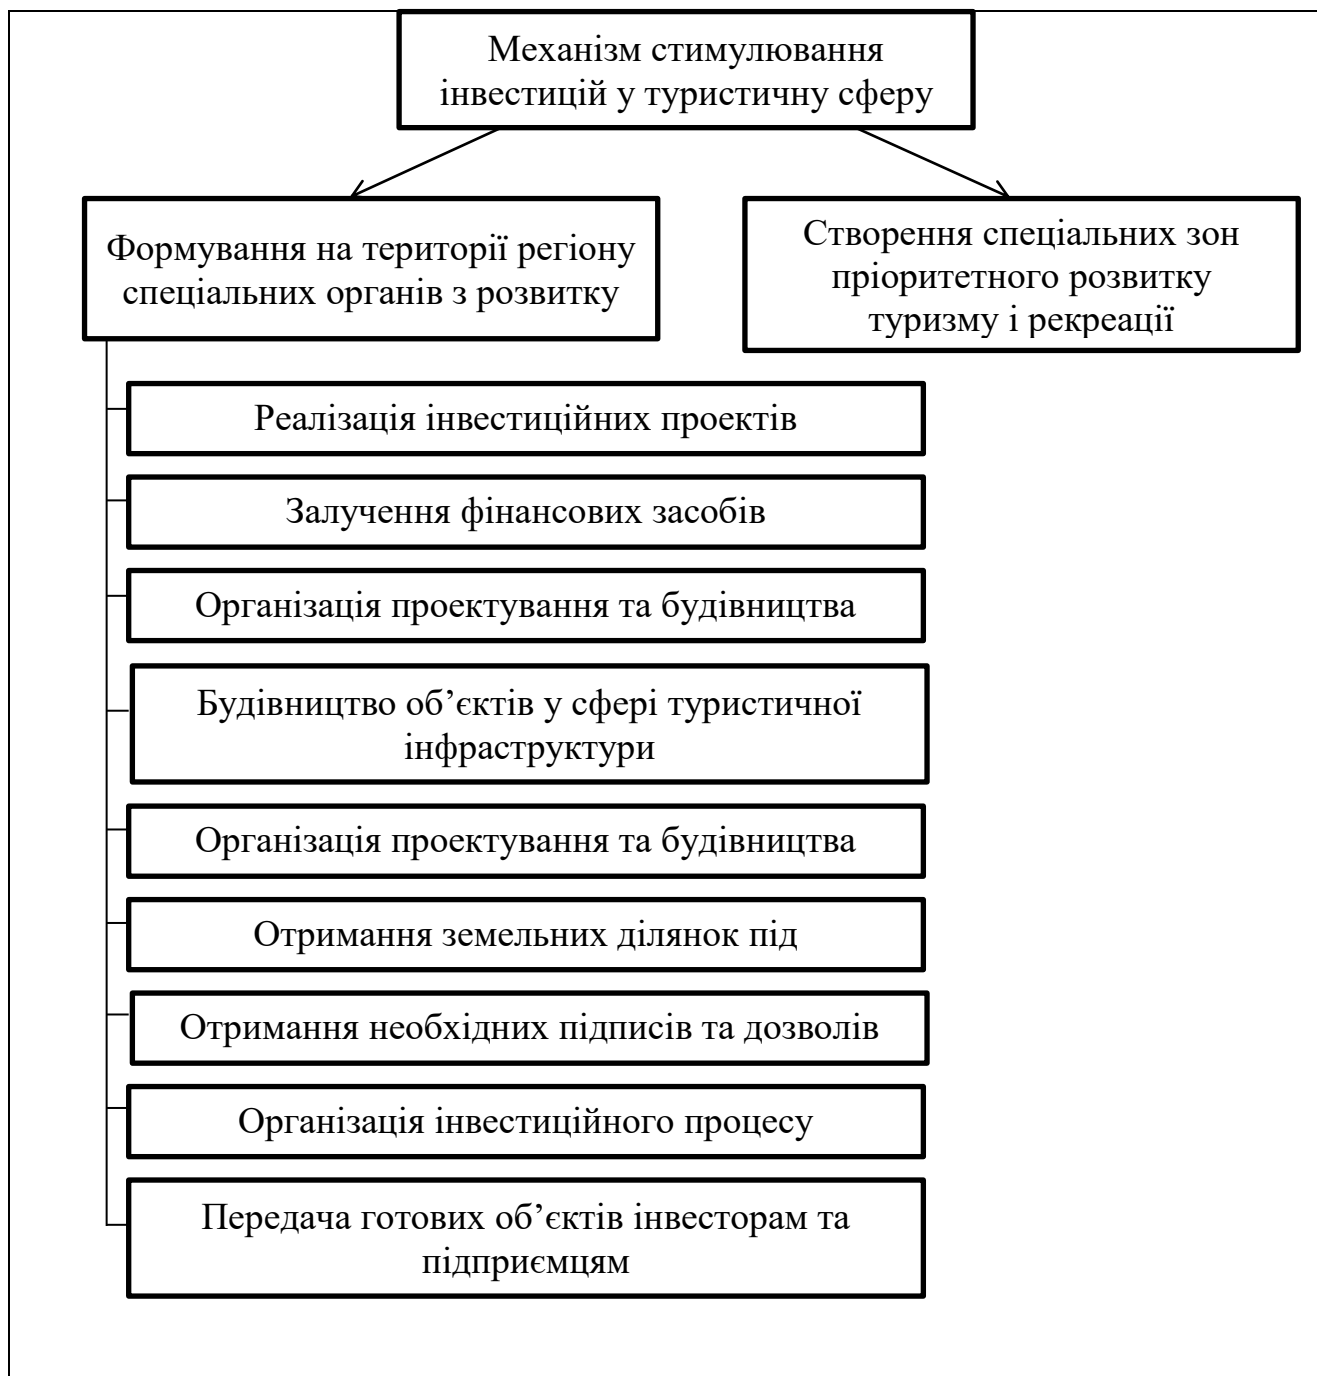 Механізм стимулювання
інвестицій у туристичну сферу
Формування на території регіону
спеціальних органів з розвитку
Створення спеціальних зон
пріоритетного розвитку
туризму і рекреації
Реалізація інвестиційних проектів
Залучення фінансових засобів
Організація проектування та будівництва
Будівництво об’єктів у сфері туристичної
інфраструктури
Організація проектування та будівництва
Отримання земельних ділянок під
Отримання необхідних підписів та дозволів
Організація інвестиційного процесу
Передача готових об’єктів інвесторам та
підприємцям